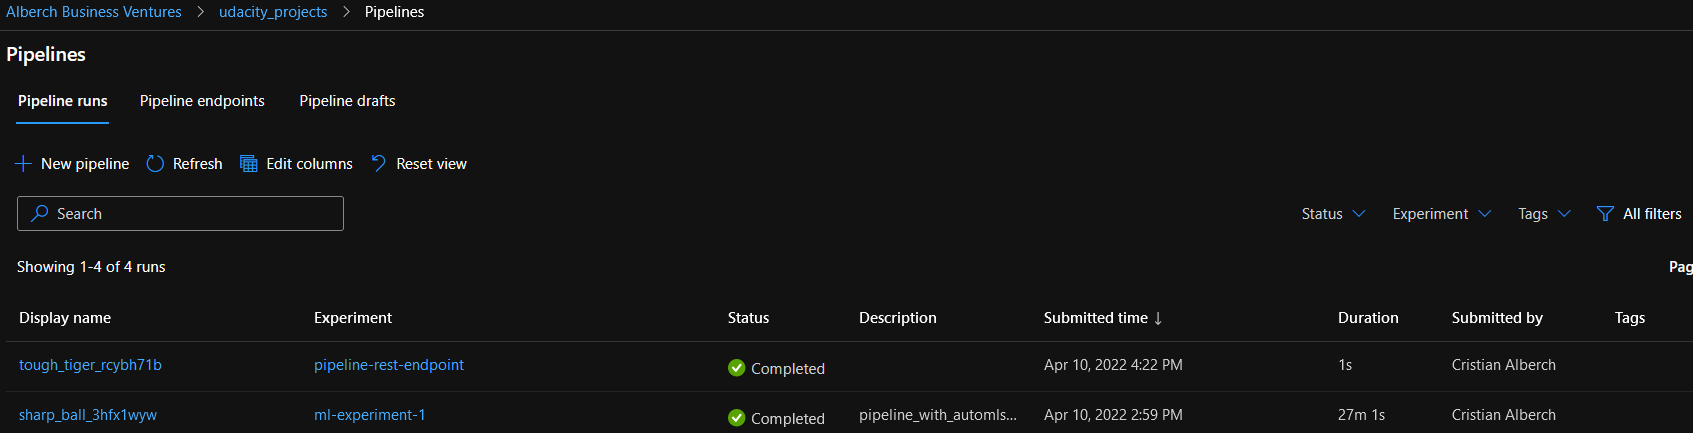 Alberch Business Ventures > udacity_projects > Pipelines
Pipelines
Pipeline runs Pipeline endpoints Pipeline drafts
New pipeline Refresh Edit columns Reset view
Search Status Experiment Tags All filters
Showing 1-4 of 4 runs Pag
Display name Experiment Status Description Submitted time ↓ Duration Submitted by Tags
tough_tiger_rcybh71b pipeline-rest-endpoint Completed Apr 10, 2022 4:22 PM 1s Cristian Alberch
sharp_ball_3hfx1wyw ml-experiment-1 Completed pipeline_with_automls... Apr 10, 2022 2:59 PM 27m 1s Cristian Alberch